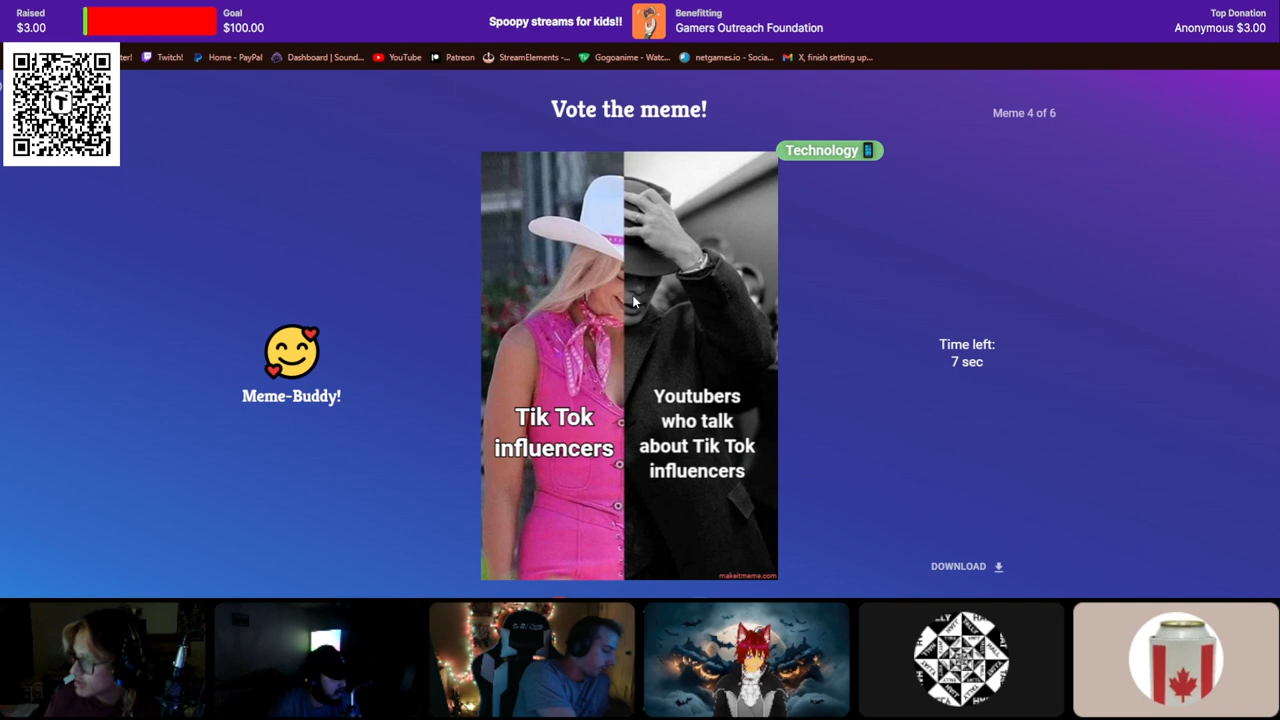 Raised
$3.00
Goal
$100.00
Spoopy streams for kids!!
Benefitting
Gamers Outreach Foundation
Top Donation
Anonymous $3.00
ter!
Twitch!
Home - PayPal
Dashboard | Sound...
YouTube
Patreon
StreamElements -...
Gogoanime - Watc...
netgames.io - Socia...
X, finish setting up...
Vote the meme!
Meme 4 of 6
Technology
Meme-Buddy!
Time left:
7 sec
Tik Tok
influencers
Youtubers
who talk
about Tik Tok
influencers
makeitmeme.com
DOWNLOAD